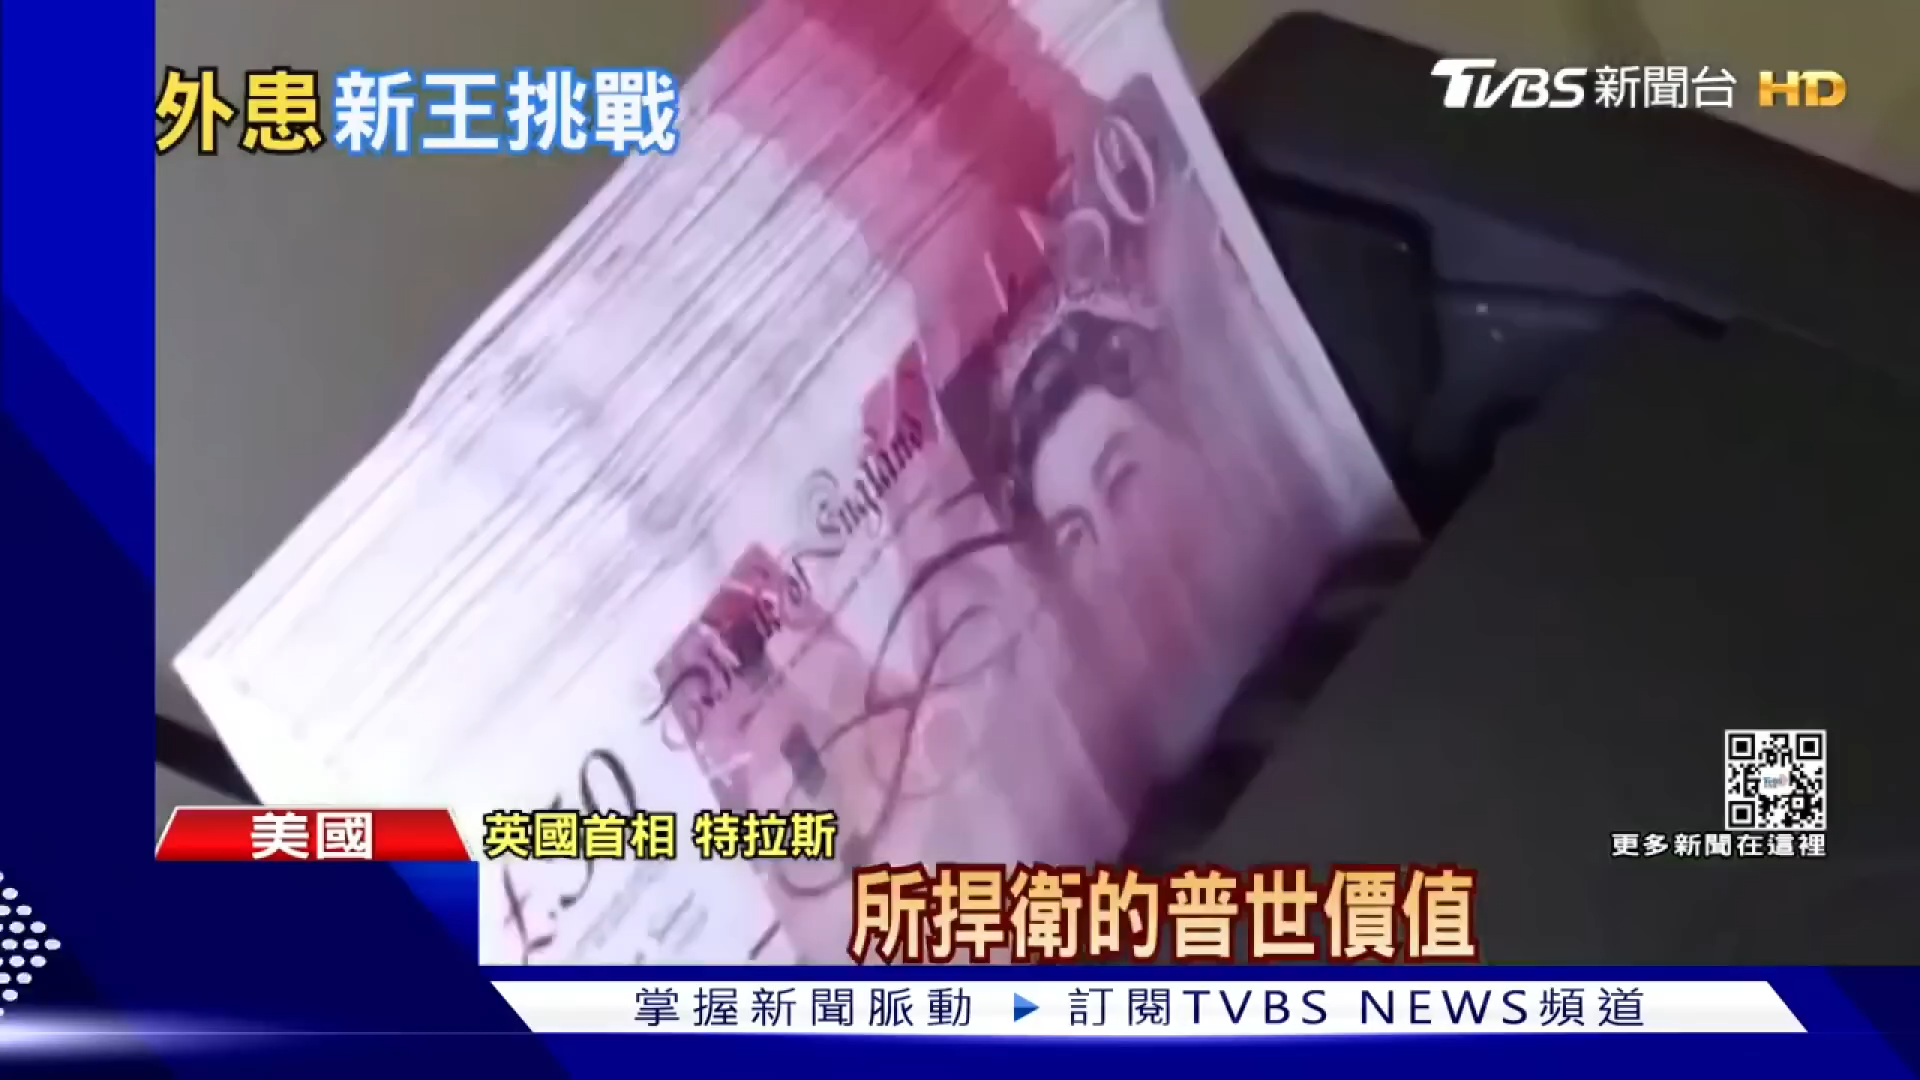 外患 新王挑戰
TVBS新聞台 HD
50
England
£50
更多新聞在這裡
美國
英國首相 特拉斯
所捍衛的普世價值
掌握新聞脈動 ▶ 訂閱TVBS NEWS頻道